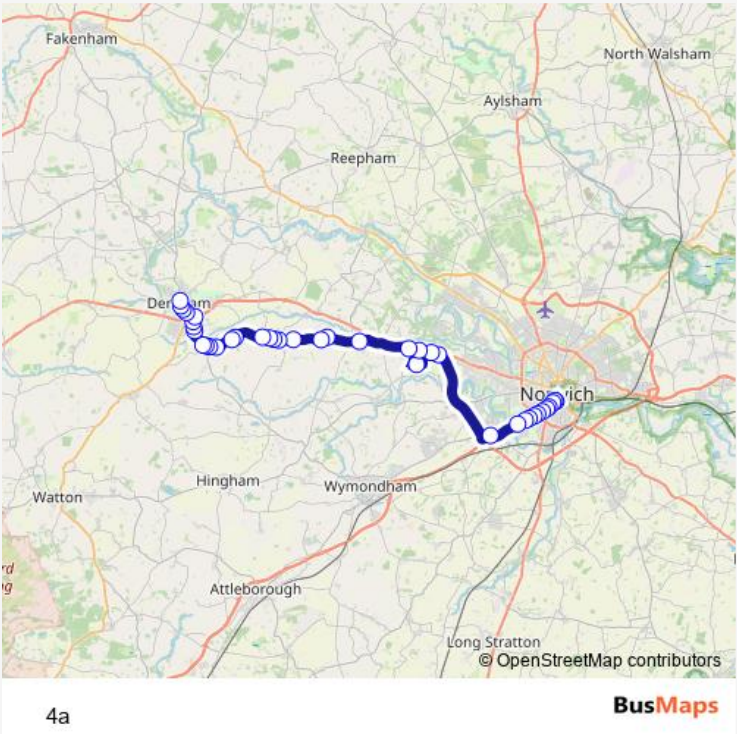 Fakenham
North Walsham
Aylsham
Reepham
Norwich
Hingham
Wymondham
Watton
Attleborough
Long Stratton
© OpenStreetMap contributors
BusMaps
4a